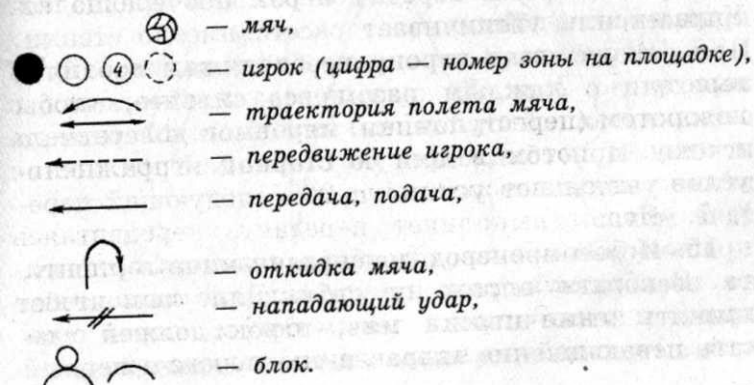 — мяч,
4 — игрок (цифра — номер зоны на площадке),
— траектория полета мяча,
— передвижение игрока,
— передача, подача,
— откидка мяча,
— нападающий удар,
— блок.